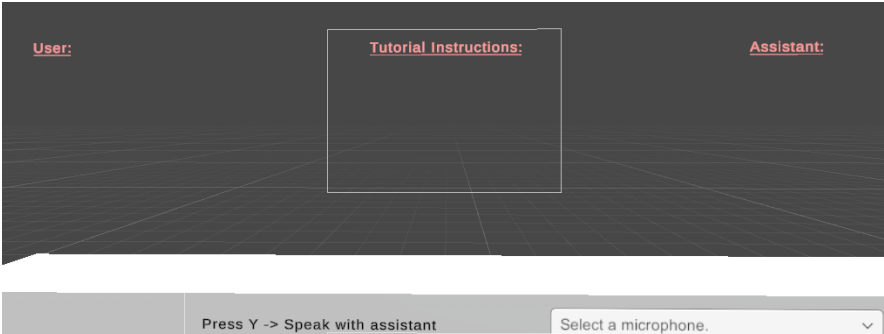 User:
Tutorial Instructions:
Assistant:
Press Y -> Speak with assistant
Select a microphone.